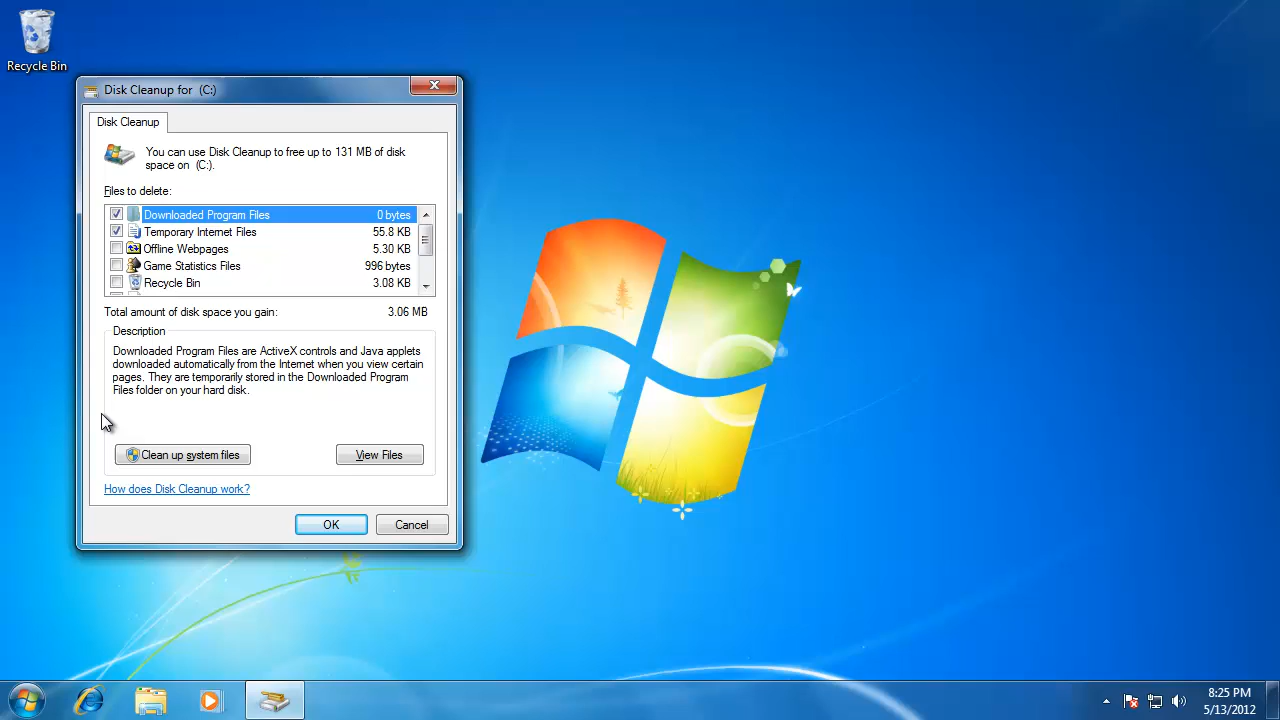 Recycle Bin
Disk Cleanup for  (C:)
Disk Cleanup
You can use Disk Cleanup to free up to 131 MB of disk
space on  (C:).
Files to delete:
Downloaded Program Files 0 bytes
Temporary Internet Files 55.8 KB
Offline Webpages 5.30 KB
Game Statistics Files 996 bytes
Recycle Bin 3.08 KB
Total amount of disk space you gain: 3.06 MB
Description
Downloaded Program Files are ActiveX controls and Java applets
downloaded automatically from the Internet when you view certain
pages. They are temporarily stored in the Downloaded Program
Files folder on your hard disk.
Clean up system files View Files
How does Disk Cleanup work?
OK Cancel
8:25 PM
5/13/2012